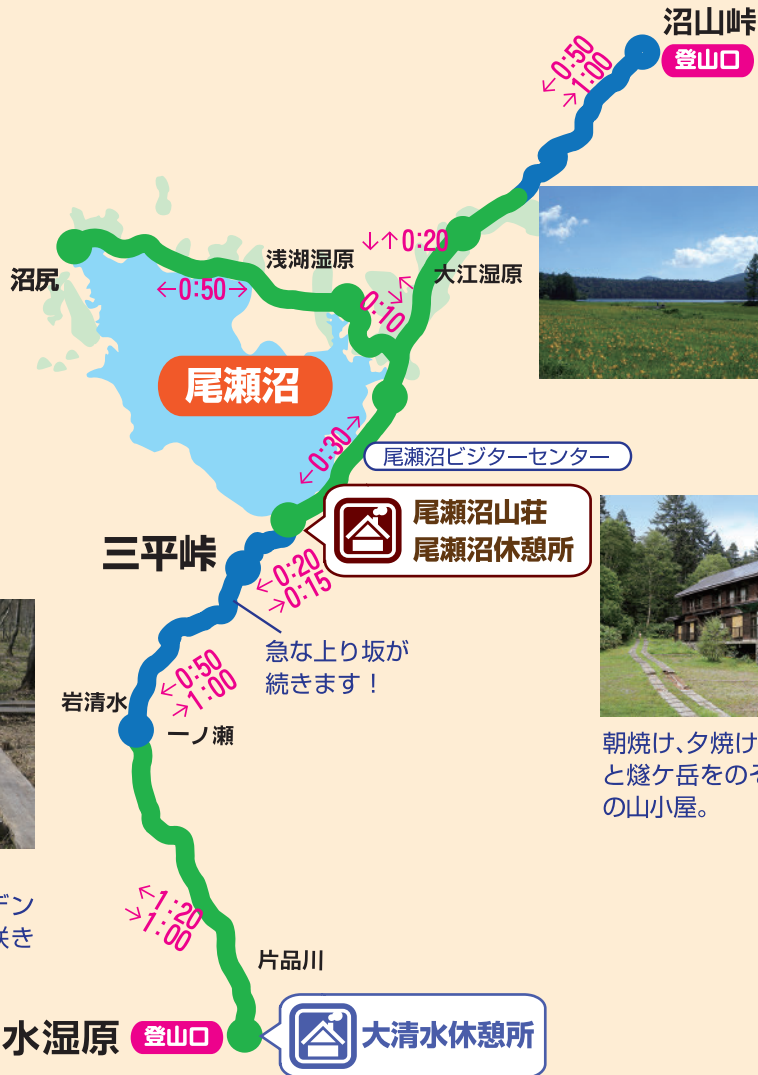 沼山峠
登山口
←0:50
→1:00
↓↑0:20
浅湖湿原
大江湿原
沼尻
←0:50→
0:10
←→
尾瀬沼
←0:30→
尾瀬沼ビジターセンター
尾瀬沼山荘
尾瀬沼休憩所
三平峠
←0:20
→0:15
急な上り坂が
続きます！
←0:50
→1:00
岩清水
一ノ瀬
朝焼け、夕焼け
と燧ケ岳をのぞ
の山小屋。
デン
咲き
←1:20
→1:00
片品川
水湿原
登山口
大清水休憩所